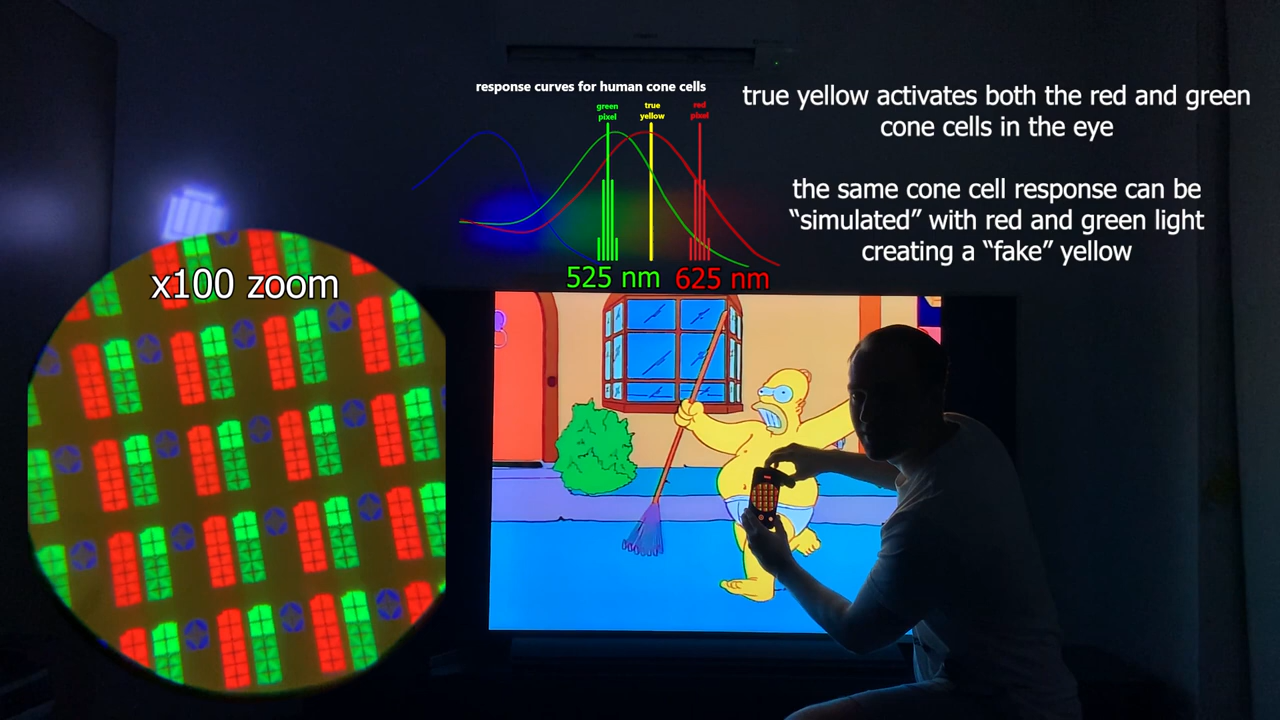 response curves for human cone cells
green
pixel
true
yellow
red
pixel
525 nm
625 nm
true yellow activates both the red and green
cone cells in the eye
the same cone cell response can be
“simulated” with red and green light
creating a “fake” yellow
x100 zoom